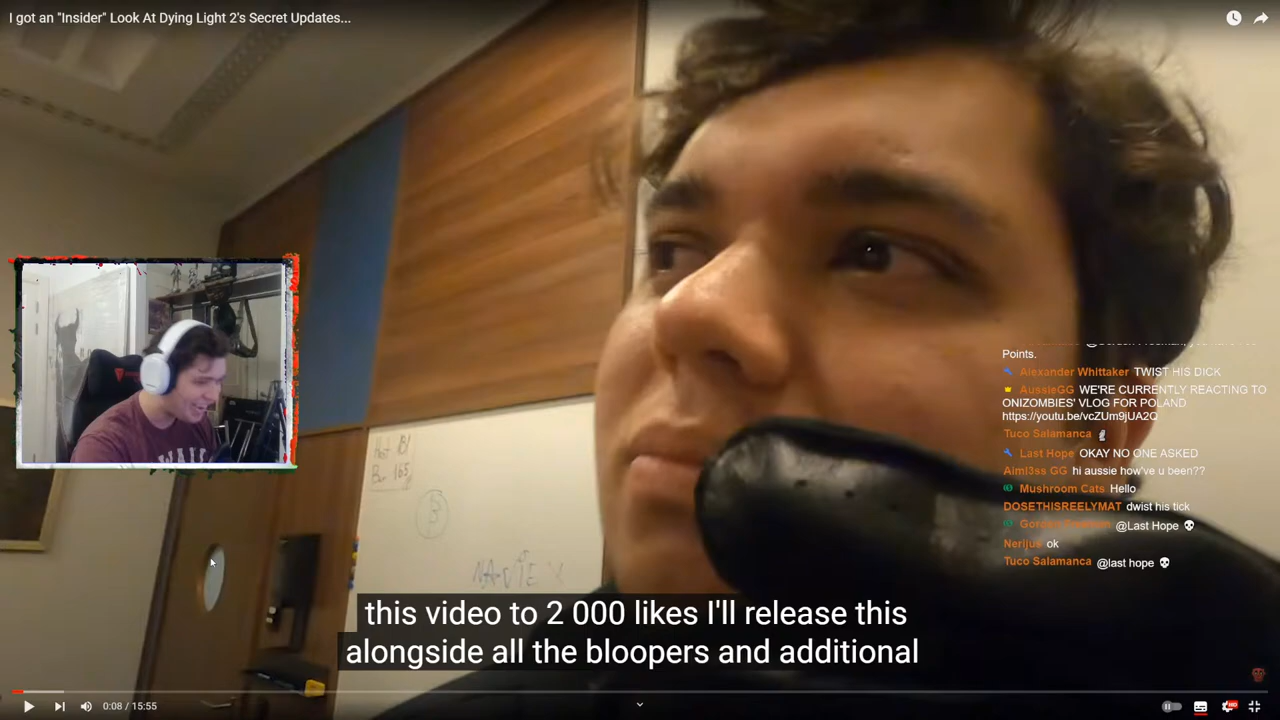 I got an "Insider" Look At Dying Light 2's Secret Updates...
Points.
Alexander Whittaker TWIST HIS DICK
AussieGG WE'RE CURRENTLY REACTING TO
ONIZOMBIES' VLOG FOR POLAND
https://youtu.be/vcZUm9jUA2Q
Tuco Salamanca
Last Hope OKAY NO ONE ASKED
Aiml3ss GG hi aussie how've u been??
Mushroom Cats Hello
DOSETHISREELYMAT dwist his tick
@Last Hope 💀
Nerijus ok
Tuco Salamanca @last hope 💀
this video to 2 000 likes I'll release this
alongside all the bloopers and additional
0:08 / 15:55